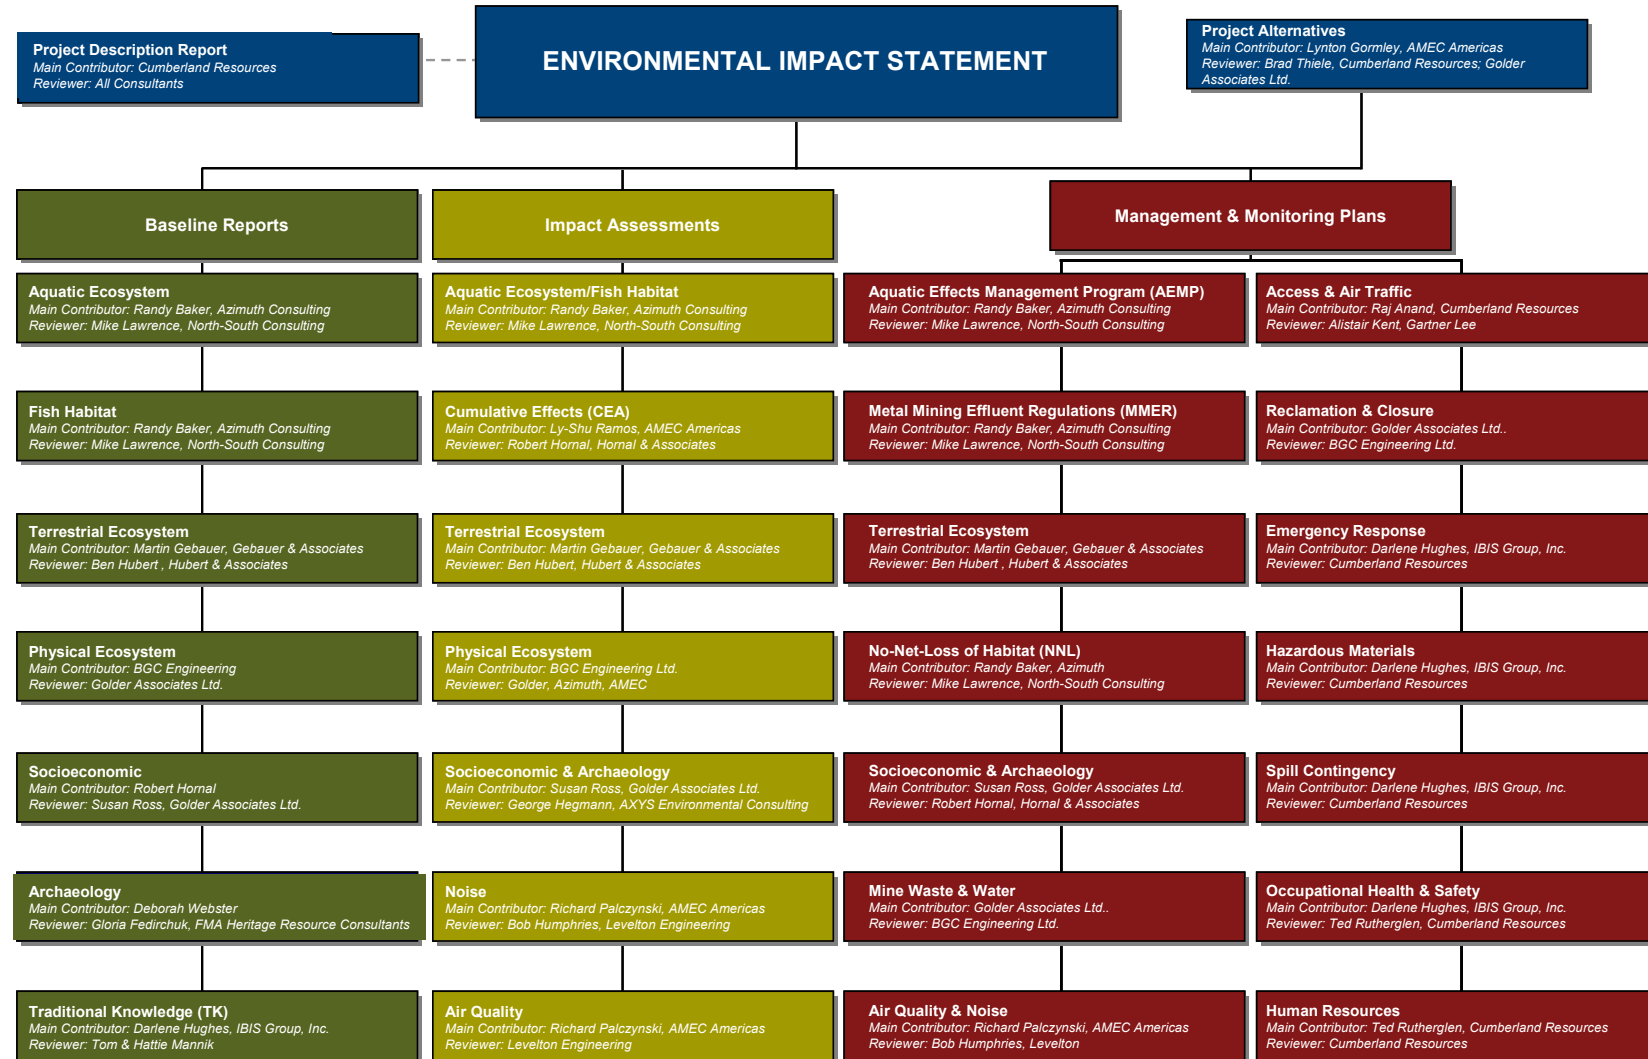 Project Description Report
Main Contributor: Cumberland Resources
Reviewer: All Consultants
ENVIRONMENTAL IMPACT STATEMENT
Project Alternatives
Main Contributor: Lynton Gormley, AMEC Americas
Reviewer: Brad Thiele, Cumberland Resources; Golder
Associates Ltd.
Baseline Reports
Aquatic Ecosystem
Main Contributor: Randy Baker, Azimuth Consulting
Reviewer: Mike Lawrence, North-South Consulting
Fish Habitat
Main Contributor: Randy Baker, Azimuth Consulting
Reviewer: Mike Lawrence, North-South Consulting
Terrestrial Ecosystem
Main Contributor: Martin Gebauer, Gebauer & Associates
Reviewer: Ben Hubert , Hubert & Associates
Physical Ecosystem
Main Contributor: BGC Engineering
Reviewer: Golder Associates Ltd.
Socioeconomic
Main Contributor: Robert Hornal
Reviewer: Susan Ross, Golder Associates Ltd.
Archaeology
Main Contributor: Deborah Webster
Reviewer: Gloria Fedirchuk, FMA Heritage Resource Consultants
Traditional Knowledge (TK)
Main Contributor: Darlene Hughes, IBIS Group, Inc.
Reviewer: Tom & Hattie Mannik
Impact Assessments
Aquatic Ecosystem/Fish Habitat
Main Contributor: Randy Baker, Azimuth Consulting
Reviewer: Mike Lawrence, North-South Consulting
Cumulative Effects (CEA)
Main Contributor: Ly-Shu Ramos, AMEC Americas
Reviewer: Robert Hornal, Hornal & Associates
Terrestrial Ecosystem
Main Contributor: Martin Gebauer, Gebauer & Associates
Reviewer: Ben Hubert, Hubert & Associates
Physical Ecosystem
Main Contributor: BGC Engineering Ltd.
Reviewer: Golder, Azimuth, AMEC
Socioeconomic & Archaeology
Main Contributor: Susan Ross, Golder Associates Ltd.
Reviewer: George Hegmann, AXYS Environmental Consulting
Noise
Main Contributor: Richard Palczynski, AMEC Americas
Reviewer: Bob Humphries, Levelton Engineering
Air Quality
Main Contributor: Richard Palczynski, AMEC Americas
Reviewer: Levelton Engineering
Management & Monitoring Plans
Aquatic Effects Management Program (AEMP)
Main Contributor: Randy Baker, Azimuth Consulting
Reviewer: Mike Lawrence, North-South Consulting
Metal Mining Effluent Regulations (MMER)
Main Contributor: Randy Baker, Azimuth Consulting
Reviewer: Mike Lawrence, North-South Consulting
Terrestrial Ecosystem
Main Contributor: Martin Gebauer, Gebauer & Associates
Reviewer: Ben Hubert , Hubert & Associates
No-Net-Loss of Habitat (NNL)
Main Contributor: Randy Baker, Azimuth
Reviewer: Mike Lawrence, North-South Consulting
Socioeconomic & Archaeology
Main Contributor: Susan Ross, Golder Associates Ltd.
Reviewer: Robert Hornal, Hornal & Associates
Mine Waste & Water
Main Contributor: Golder Associates Ltd..
Reviewer: BGC Engineering Ltd.
Air Quality & Noise
Main Contributor: Richard Palczynski, AMEC Americas
Reviewer: Bob Humphries, Levelton
Access & Air Traffic
Main Contributor: Raj Anand, Cumberland Resources
Reviewer: Alistair Kent, Gartner Lee
Reclamation & Closure
Main Contributor: Golder Associates Ltd..
Reviewer: BGC Engineering Ltd.
Emergency Response
Main Contributor: Darlene Hughes, IBIS Group, Inc.
Reviewer: Cumberland Resources
Hazardous Materials
Main Contributor: Darlene Hughes, IBIS Group, Inc.
Reviewer: Cumberland Resources
Spill Contingency
Main Contributor: Darlene Hughes, IBIS Group, Inc.
Reviewer: Cumberland Resources
Occupational Health & Safety
Main Contributor: Darlene Hughes, IBIS Group, Inc.
Reviewer: Ted Rutherglen, Cumberland Resources
Human Resources
Main Contributor: Ted Rutherglen, Cumberland Resources
Reviewer: Cumberland Resources